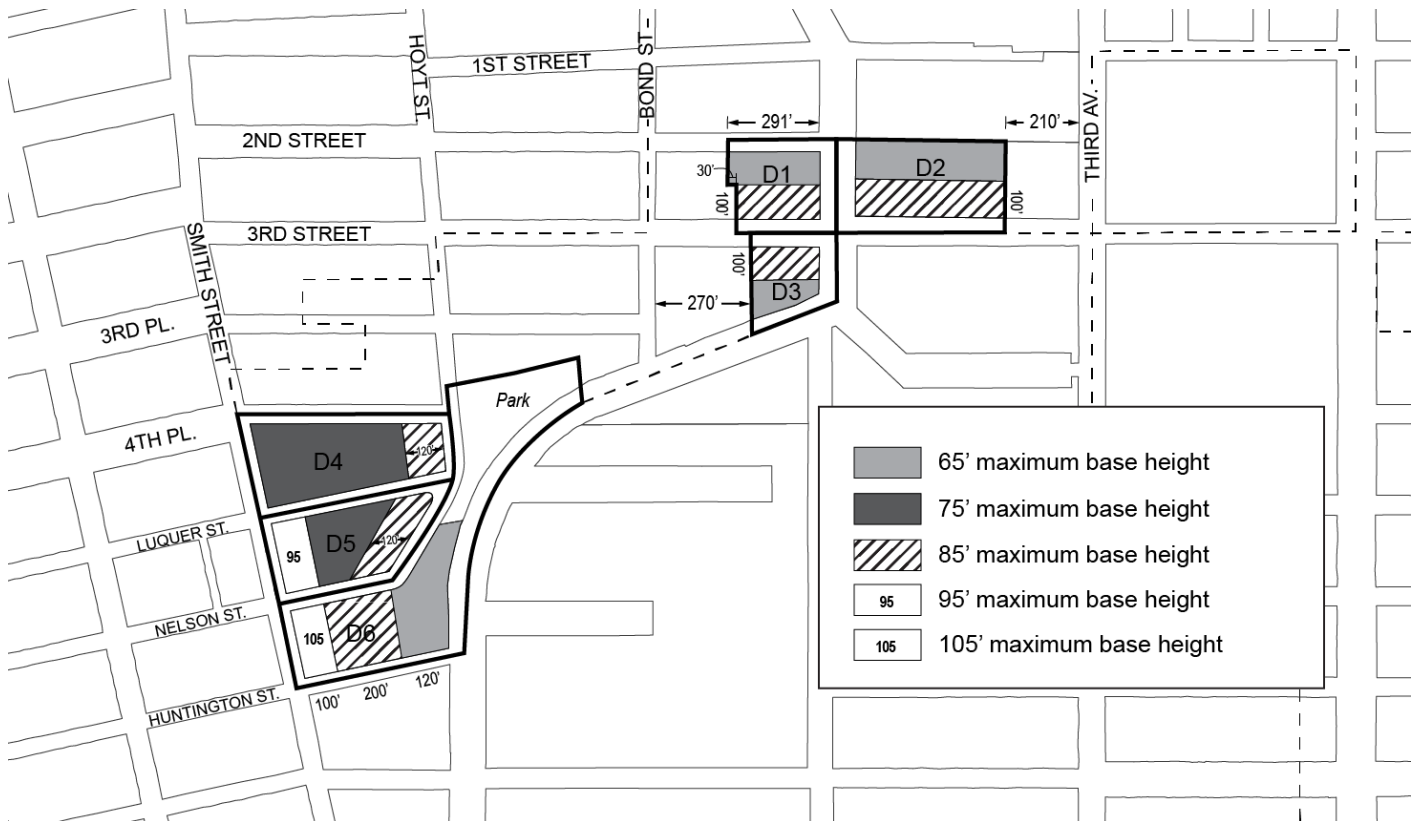 1ST STREET
HOYT ST.
BOND ST
2ND STREET
291'
210'
THIRD AV.
30'
D1
D2
100'
100'
3RD STREET
SMITH STREET
100'
D3
270'
3RD PL.
Park
4TH PL.
D4
120'
LUQUER ST.
95
D5
120'
NELSON ST.
105
D6
HUNTINGTON ST.
100'
200'
120'
65' maximum base height
75' maximum base height
85' maximum base height
95 95' maximum base height
105 105' maximum base height